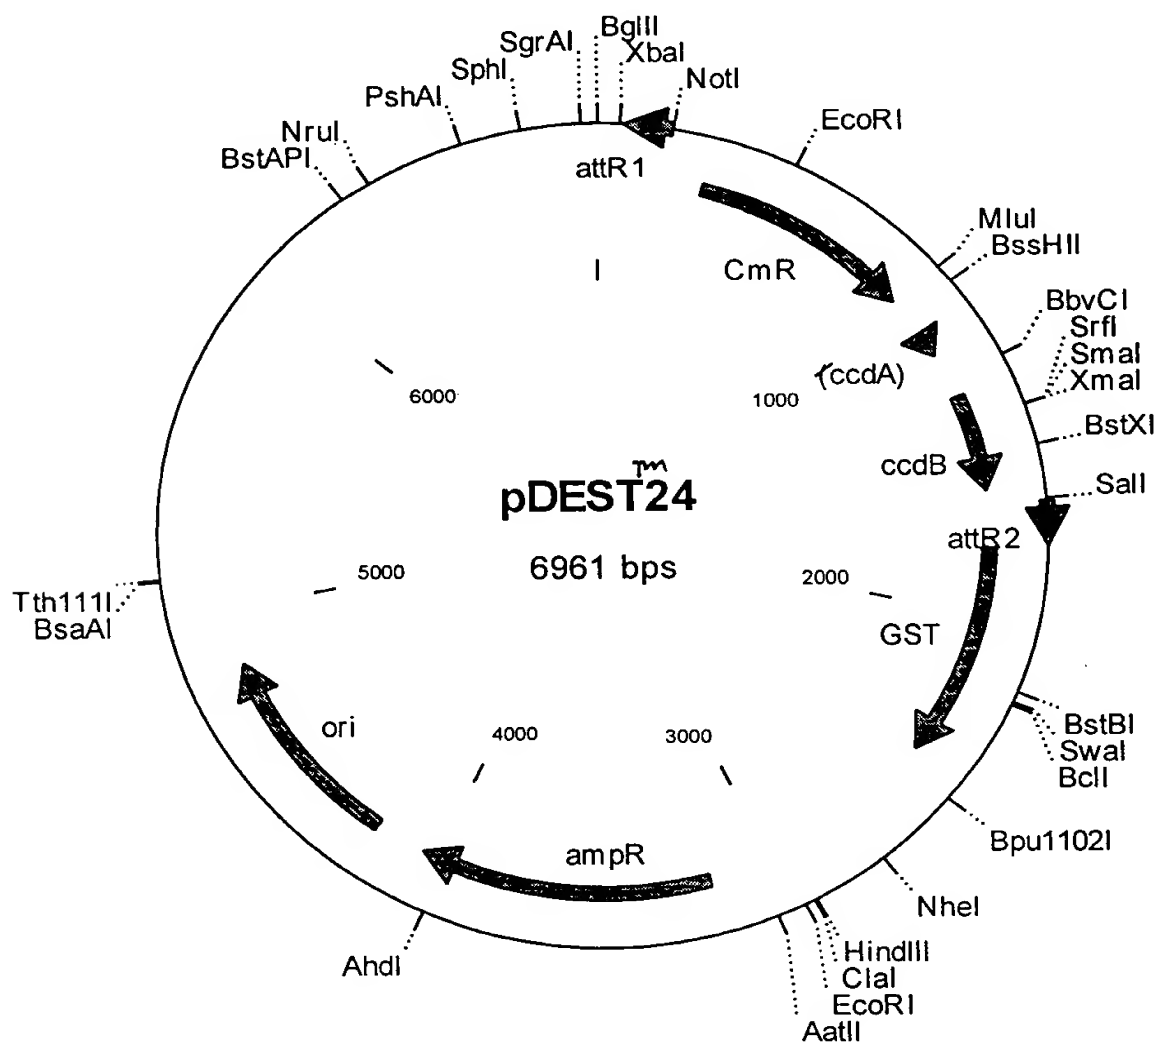 SgrAI
BglII
XbaI
SphI
NotI
PshAI
EcoRI
NruI
BstAPI
attR1
MluI
BssHII
CmR
BbvCI
SrfI
SmaI
XmaI
(ccdA)
6000
1000
BstXI
ccdB
SalI
pDEST24
tm
attR2
6961 bps
5000
2000
Tth111I
BsaAI
GST
ori
BstBI
SwaI
BclI
4000
3000
Bpu1102I
ampR
NheI
AhdI
HindIII
ClaI
EcoRI
AatII